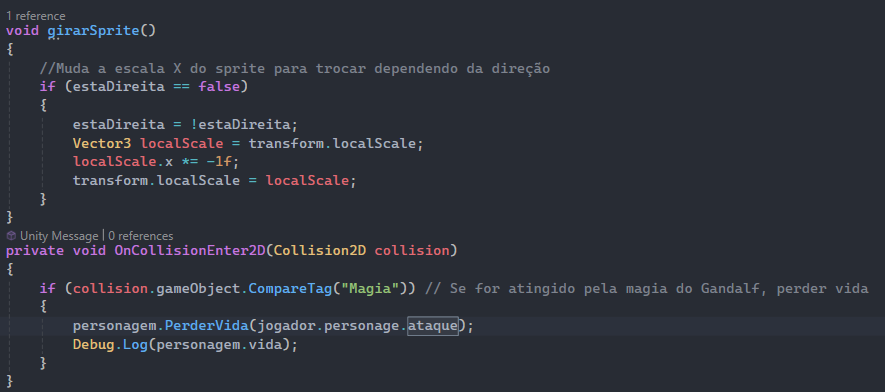 1 reference
void girarSprite()
{
//Muda a escala X do sprite para trocar dependendo da direção
if (estaDireita == false)
{
estaDireita = !estaDireita;
Vector3 localScale = transform.localScale;
localScale.x *= -1f;
transform.localScale = localScale;
}
}
Unity Message | 0 references
private void OnCollisionEnter2D(Collision2D collision)
{
if (collision.gameObject.CompareTag("Magia")) // Se for atingido pela magia do Gandalf, perder vida
{
personagem.PerderVida(jogador.personage.ataque);
Debug.Log(personagem.vida);
}
}